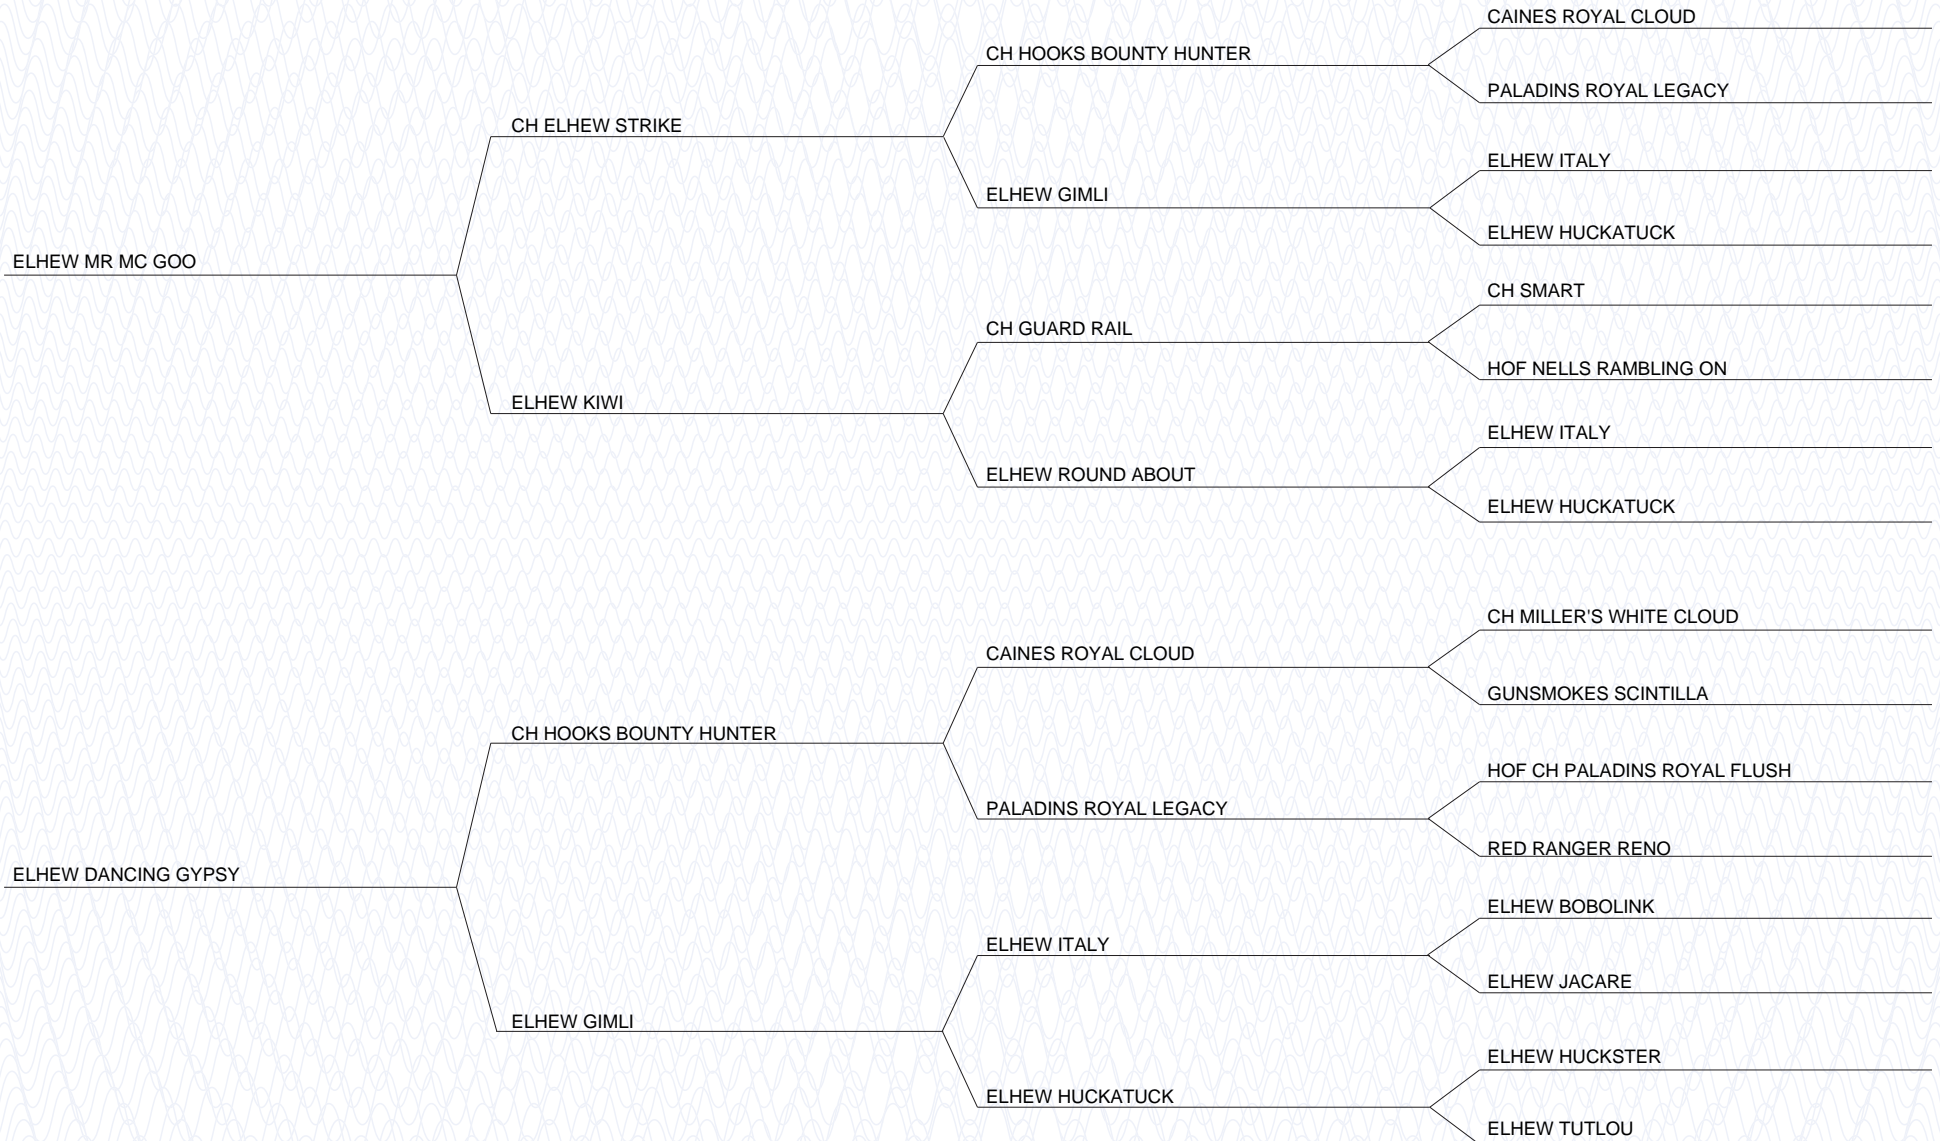 CAINES ROYAL CLOUD
CH HOOKS BOUNTY HUNTER
PALADINS ROYAL LEGACY
CH ELHEW STRIKE
ELHEW ITALY
ELHEW GIMLI
ELHEW HUCKATUCK
ELHEW MR MC GOO
CH SMART
CH GUARD RAIL
HOF NELLS RAMBLING ON
ELHEW KIWI
ELHEW ITALY
ELHEW ROUND ABOUT
ELHEW HUCKATUCK
CH MILLER'S WHITE CLOUD
CAINES ROYAL CLOUD
GUNSMOKES SCINTILLA
CH HOOKS BOUNTY HUNTER
HOF CH PALADINS ROYAL FLUSH
PALADINS ROYAL LEGACY
RED RANGER RENO
ELHEW DANCING GYPSY
ELHEW BOBOLINK
ELHEW ITALY
ELHEW JACARE
ELHEW GIMLI
ELHEW HUCKSTER
ELHEW HUCKATUCK
ELHEW TUTLOU